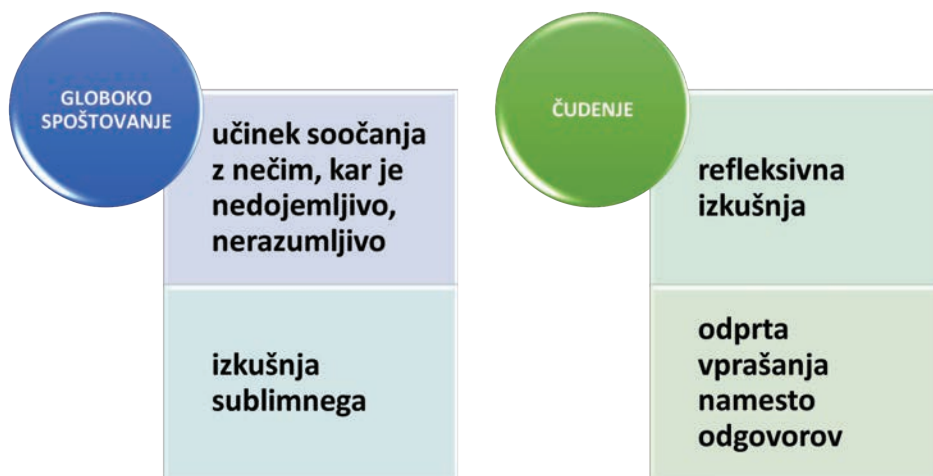 GLOBOKO
SPOŠTOVANJE
učinek soočanja
z nečim, kar je
nedojemljivo,
nerazumljivo
izkušnja
sublimnega
ČUDENJE
refleksivna
izkušnja
odprta
vprašanja
namesto
odgovorov